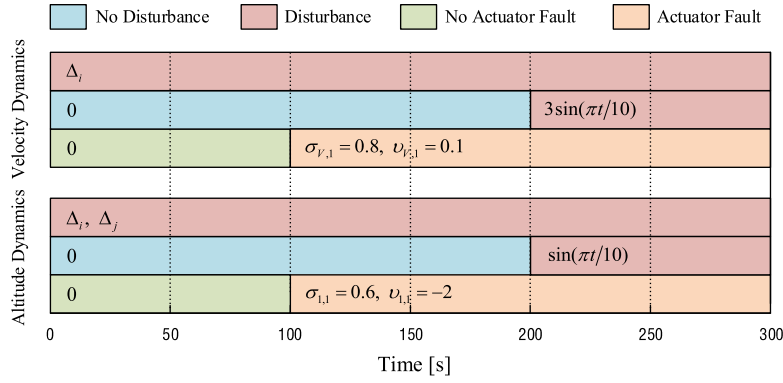 No Disturbance Disturbance No Actuator Fault Actuator Fault
Velocity Dynamics
Δi
0 3sin(πt/10)
0 σV,1 = 0.8, υV,1 = 0.1
Altitude Dynamics
Δi, Δj
0 sin(πt/10)
0 σ1,1 = 0.6, υ1,1 = −2
0 50 100 150 200 250 300
Time [s]